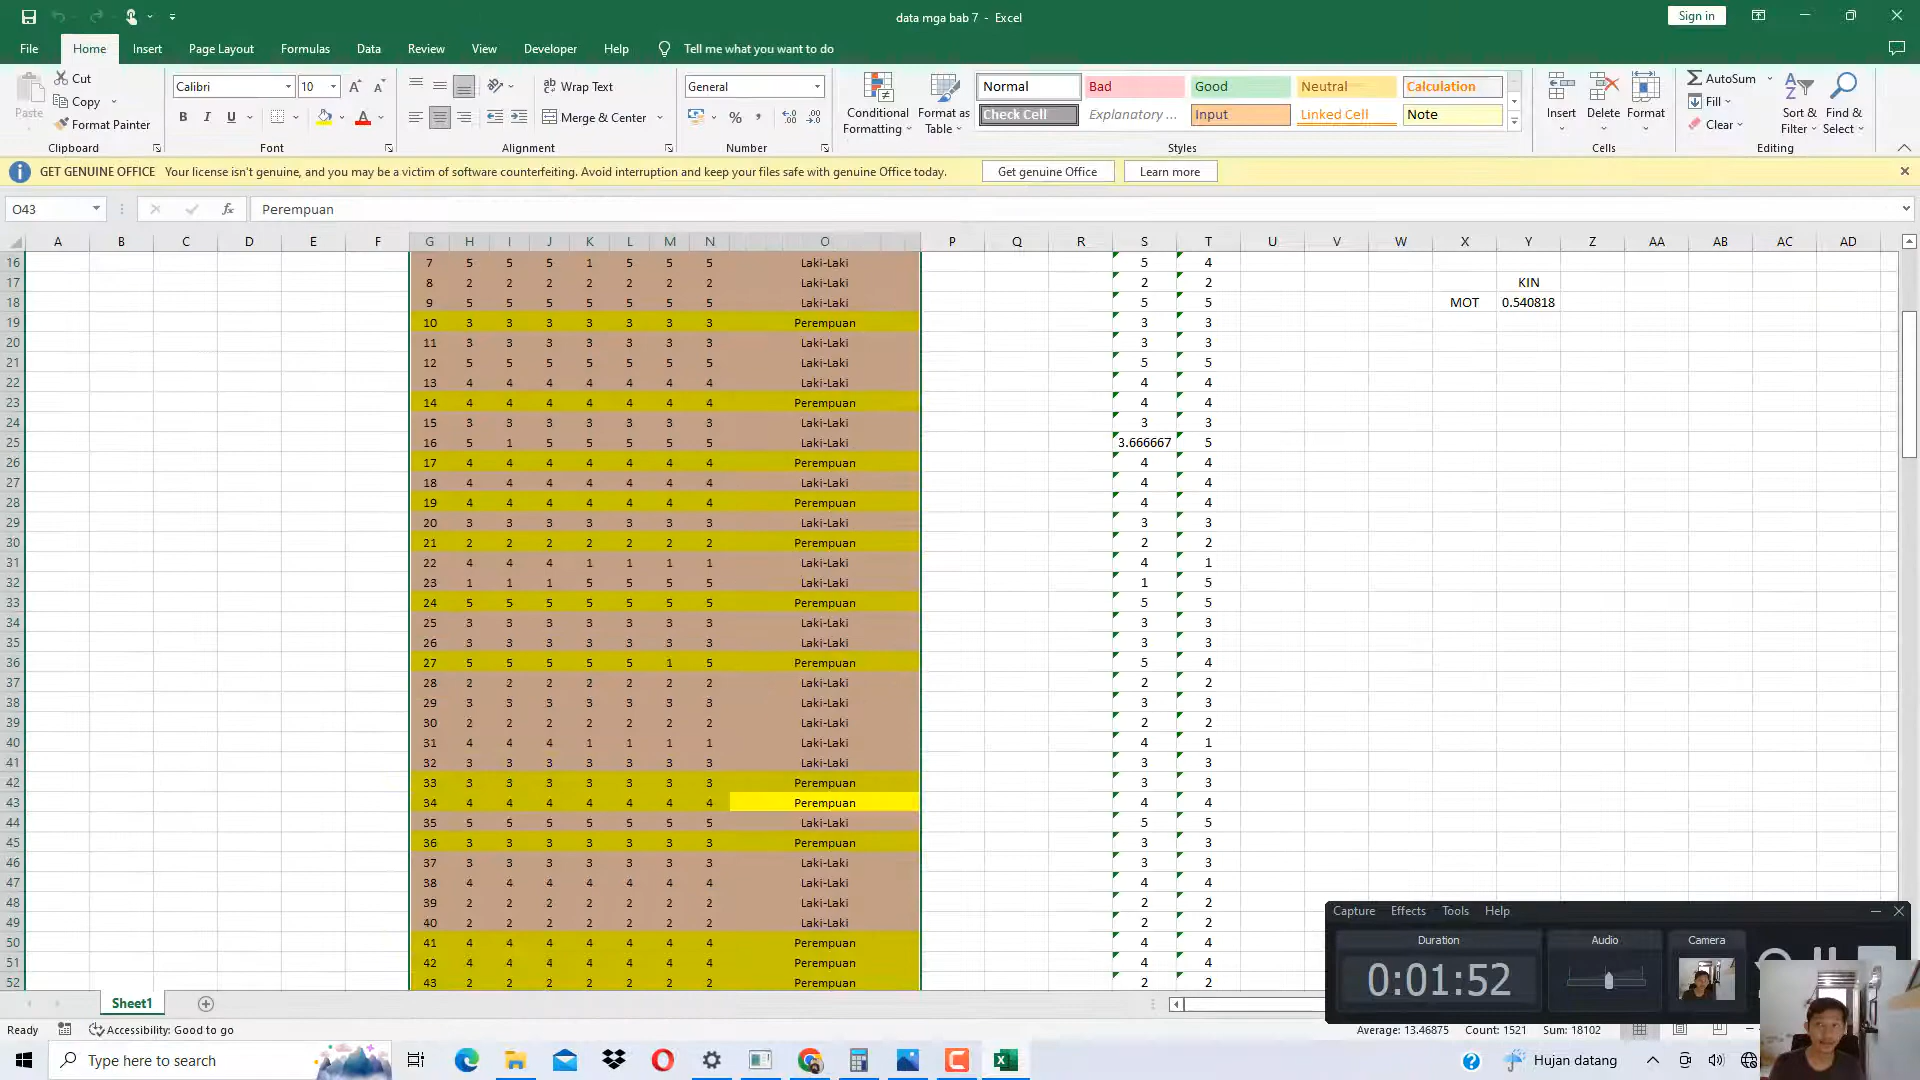 data mga bab 7 - Excel
Sign in
File Home Insert Page Layout Formulas Data Review View Developer Help Tell me what you want to do
Paste
Cut
Copy
Format Painter
Clipboard
Calibri 10
B I U
Font
Wrap Text
Merge & Center
Alignment
General
Number
Conditional Formatting
Format as Table
Normal Bad Good Neutral Calculation
Check Cell Explanatory ... Input Linked Cell Note
Styles
Insert Delete Format
Cells
AutoSum
Fill
Clear
Sort & Filter
Find & Select
Editing
GET GENUINE OFFICE Your license isn't genuine, and you may be a victim of software counterfeiting. Avoid interruption and keep your files safe with genuine Office today. Get genuine Office Learn more
O43 fx Perempuan
A B C D E F G H I J K L M N O P Q R S T U V W X Y Z AA AB AC AD
16 7 5 5 5 1 5 5 5 Laki-Laki 5 4
17 8 2 2 2 2 2 2 2 Laki-Laki 2 2 KIN
18 9 5 5 5 5 5 5 5 Laki-Laki 5 5 MOT 0.540818
19 10 3 3 3 3 3 3 3 Perempuan 3 3
20 11 3 3 3 3 3 3 3 Laki-Laki 3 3
21 12 5 5 5 5 5 5 5 Laki-Laki 5 5
22 13 4 4 4 4 4 4 4 Laki-Laki 4 4
23 14 4 4 4 4 4 4 4 Perempuan 4 4
24 15 3 3 3 3 3 3 3 Laki-Laki 3 3
25 16 5 1 5 5 5 5 5 Laki-Laki 3.666667 5
26 17 4 4 4 4 4 4 4 Perempuan 4 4
27 18 4 4 4 4 4 4 4 Laki-Laki 4 4
28 19 4 4 4 4 4 4 4 Perempuan 4 4
29 20 3 3 3 3 3 3 3 Laki-Laki 3 3
30 21 2 2 2 2 2 2 2 Perempuan 2 2
31 22 4 4 4 1 1 1 1 Laki-Laki 4 1
32 23 1 1 1 5 5 5 5 Laki-Laki 1 5
33 24 5 5 5 5 5 5 5 Perempuan 5 5
34 25 3 3 3 3 3 3 3 Laki-Laki 3 3
35 26 3 3 3 3 3 3 3 Laki-Laki 3 3
36 27 5 5 5 5 5 1 5 Perempuan 5 4
37 28 2 2 2 2 2 2 2 Laki-Laki 2 2
38 29 3 3 3 3 3 3 3 Laki-Laki 3 3
39 30 2 2 2 2 2 2 2 Laki-Laki 2 2
40 31 4 4 4 1 1 1 1 Laki-Laki 4 1
41 32 3 3 3 3 3 3 3 Laki-Laki 3 3
42 33 3 3 3 3 3 3 3 Perempuan 3 3
43 34 4 4 4 4 4 4 4 Perempuan 4 4
44 35 5 5 5 5 5 5 5 Laki-Laki 5 5
45 36 3 3 3 3 3 3 3 Perempuan 3 3
46 37 3 3 3 3 3 3 3 Laki-Laki 3 3
47 38 4 4 4 4 4 4 4 Laki-Laki 4 4
48 39 2 2 2 2 2 2 2 Laki-Laki 2 2
49 40 2 2 2 2 2 2 2 Laki-Laki 2 2
50 41 4 4 4 4 4 4 4 Perempuan 4 4
51 42 4 4 4 4 4 4 4 Perempuan 4 4
52 43 2 2 2 2 2 2 2 Perempuan 2 2
Capture Effects Tools Help
Duration Audio Camera
0:01:52
Sheet1
Ready Accessibility: Good to go Average: 13.46875 Count: 1521 Sum: 18102
Type here to search
Hujan datang